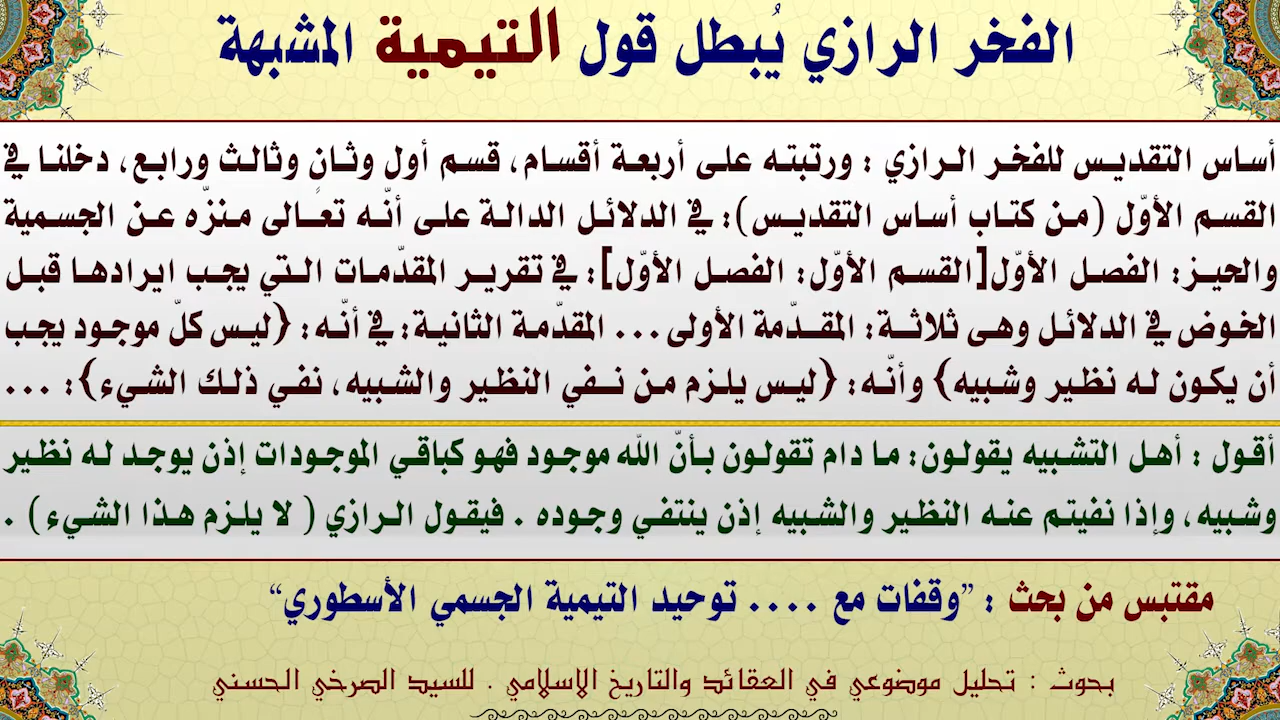 الفخر الرازي يُبطل قول التيمية المشبهة
أساس التقديس للفخر الرازي : ورتبته على أربعة أقسام، قسم أول وثانٍ وثالث ورابع، دخلنا في
القسم الأوّل (من كتاب أساس التقديس): في الدلائل الدالة على أنّه تعالى منزّه عن الجسمية
والحيز: الفصل الأوّل[القسم الأوّل: الفصل الأوّل]: في تقرير المقدّمات التي يجب ايرادها قبل
الخوض في الدلائل وهى ثلاثة: المقدّمة الأولى... المقدّمة الثانية: في أنّه: {ليس كلّ موجود يجب
أن يكون له نظير وشبيه} وأنّه: {ليس يلزم من نفي النظير والشبيه، نفي ذلك الشيء}: ...
أقول : أهل التشبيه يقولون: ما دام تقولون بأنّ الله موجود فهو كباقي الموجودات إذن يوجد له نظير
وشبيه، وإذا نفيتم عنه النظير والشبيه إذن ينتفي وجوده . فيقول الرازي ( لا يلزم هذا الشيء) .
مقتبس من بحث : ”وقفات مع .... توحيد التيمية الجسمي الأسطوري“
بحوث : تحليل موضوعي في العقائد والتاريخ الإسلامي . للسيد الصرخي الحسني